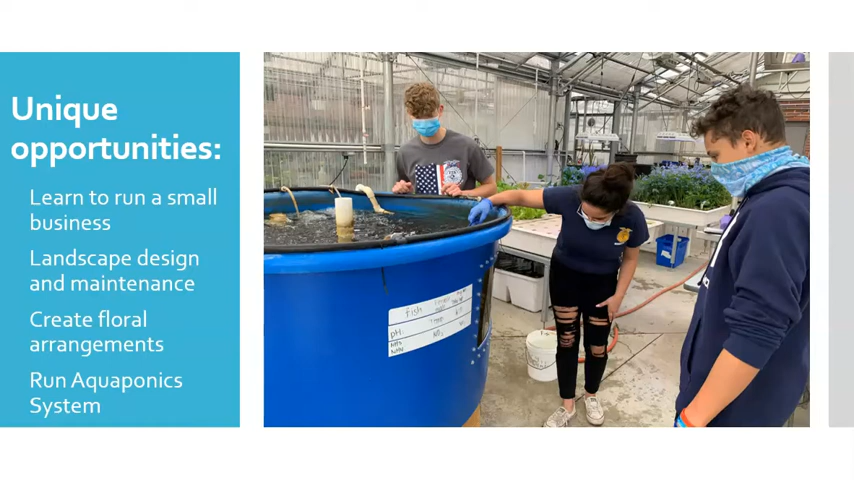 Unique
opportunities:
Learn to run a small
business
Landscape design
and maintenance
Create floral
arrangements
Run Aquaponics
System
Fish
pH: